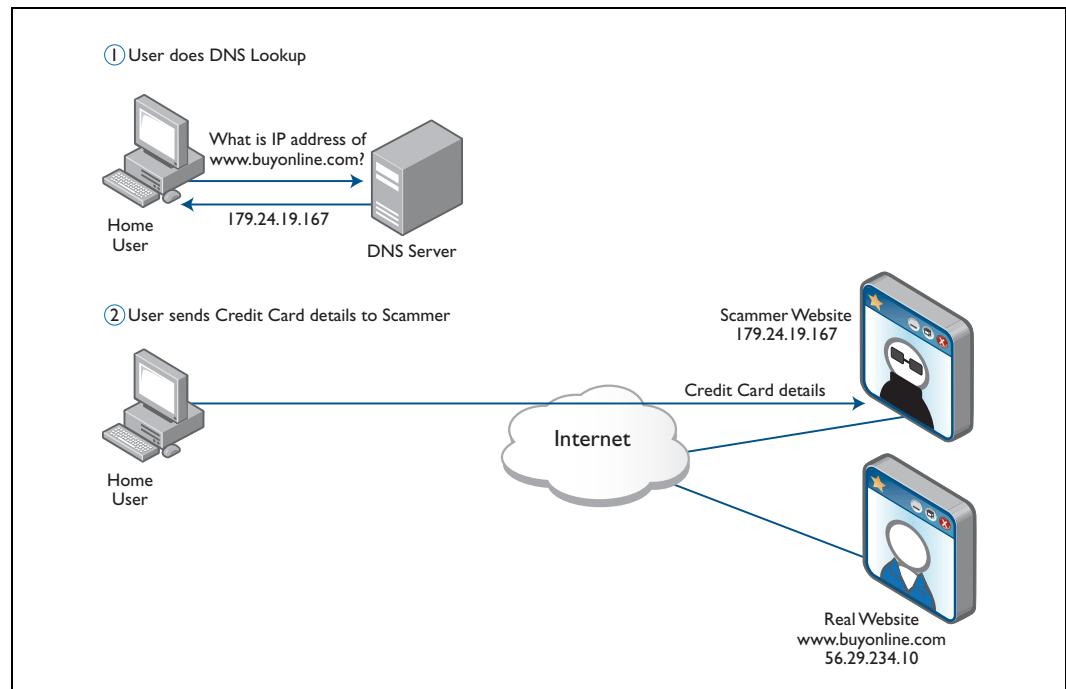 1 User does DNS Lookup
What is IP address of
www.buyonline.com?
179.24.19.167
Home
User
DNS Server
2 User sends Credit Card details to Scammer
Scammer Website
179.24.19.167
Credit Card details
Internet
Home
User
Real Website
www.buyonline.com
56.29.234.10